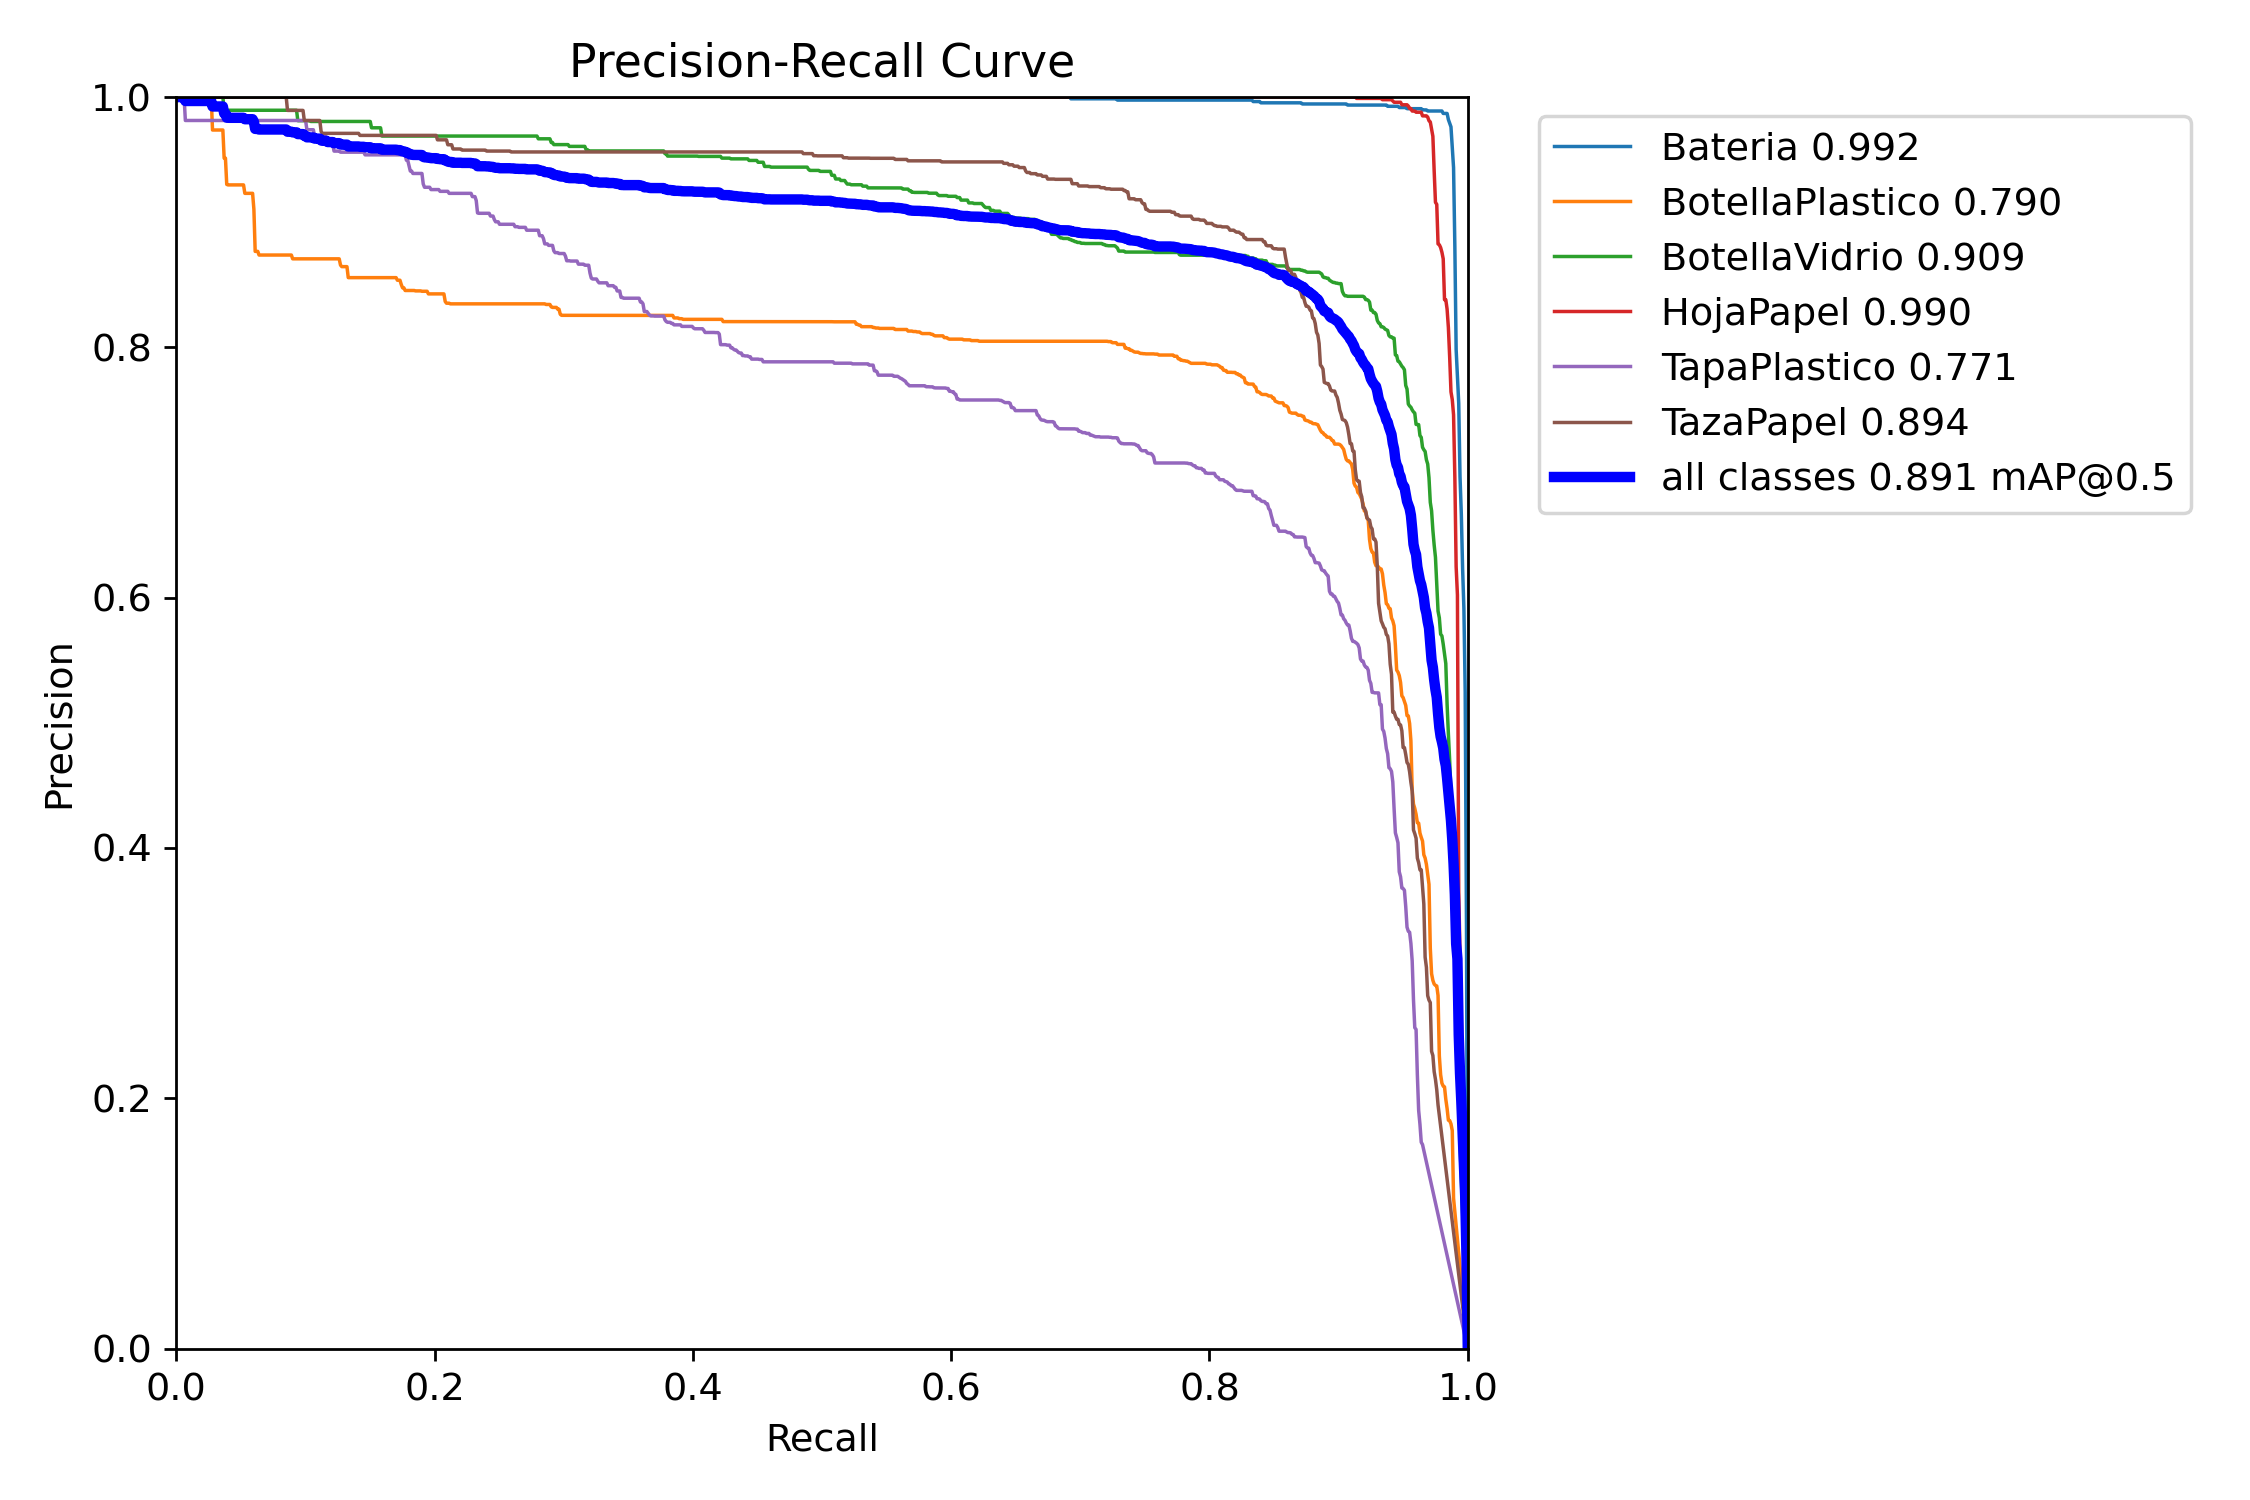 Precision-Recall Curve
1.0
0.8
0.6
0.4
0.2
0.0
Precision
0.0 0.2 0.4 0.6 0.8 1.0
Recall
Bateria 0.992
BotellaPlastico 0.790
BotellaVidrio 0.909
HojaPapel 0.990
TapaPlastico 0.771
TazaPapel 0.894
all classes 0.891 mAP@0.5